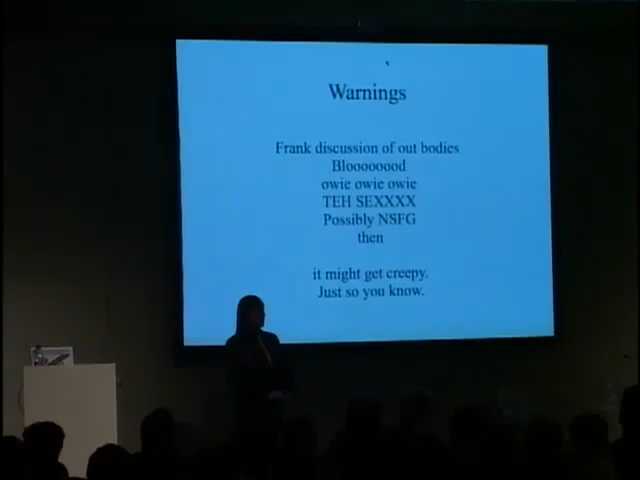 Warnings
Frank discussion of out bodies
Bloooooood
owie owie owie
TEH SEXXXX
Possibly NSFG
then
it might get creepy.
Just so you know.